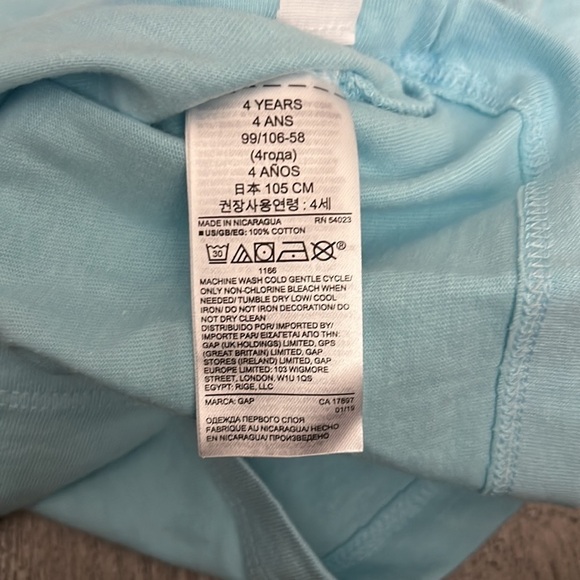 4 YEARS
4 ANS
99/106-58
(4года)
4 AÑOS
日本 105 CM
권장사용연령 : 4세
MADE IN NICARAGUA RN 54023
■ US/GB/EG: 100% COTTON
30 ®
1166
MACHINE WASH COLD GENTLE CYCLE/
ONLY NON-CHLORINE BLEACH WHEN
NEEDED/ TUMBLE DRY LOW/ COOL
IRON/ DO NOT IRON DECORATION/ DO
NOT DRY CLEAN
DISTRIBUIDO POR/ IMPORTED BY/
IMPORTE PAR/ ΕΙΣΑΓΕΤΑΙ ΑΠΟ ΤΗΝ:
GAP (UK HOLDINGS) LIMITED, GPS
(GREAT BRITAIN) LIMITED, GAP
STORES (IRELAND) LIMITED, GAP
EUROPE LIMITED: 103 WIGMORE
STREET, LONDON, W1U 1QS
EGYPT; RIGE, LLC
MARCA: GAP CA 17897
01/19
ОДЕЖДА ПЕРВОГО СЛОЯ
FABRIQUE AU NICARAGUA/ HECHO
EN NICARAGUA/ ПРОИЗВЕДЕНО